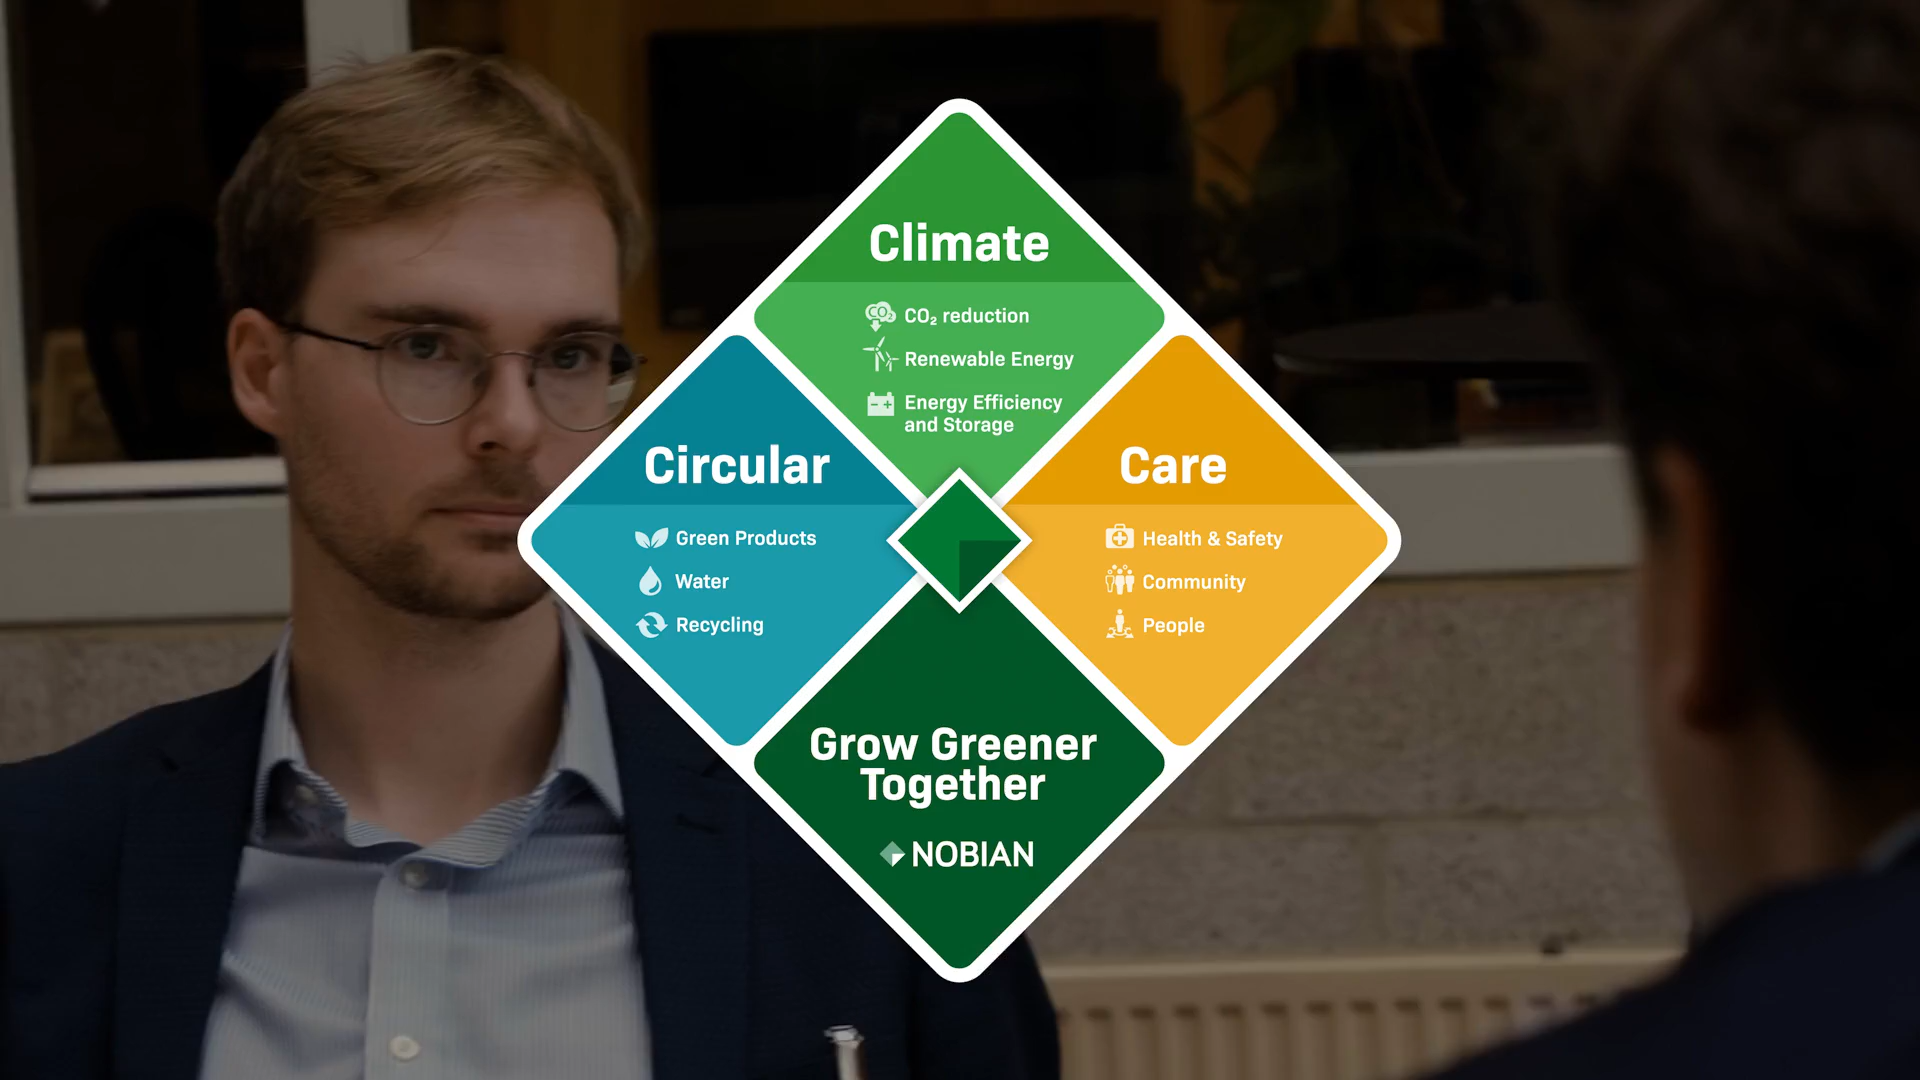 Climate
CO₂ reduction
Renewable Energy
Energy Efficiency
and Storage
Circular
Green Products
Water
Recycling
Care
Health & Safety
Community
People
Grow Greener
Together
NOBIAN